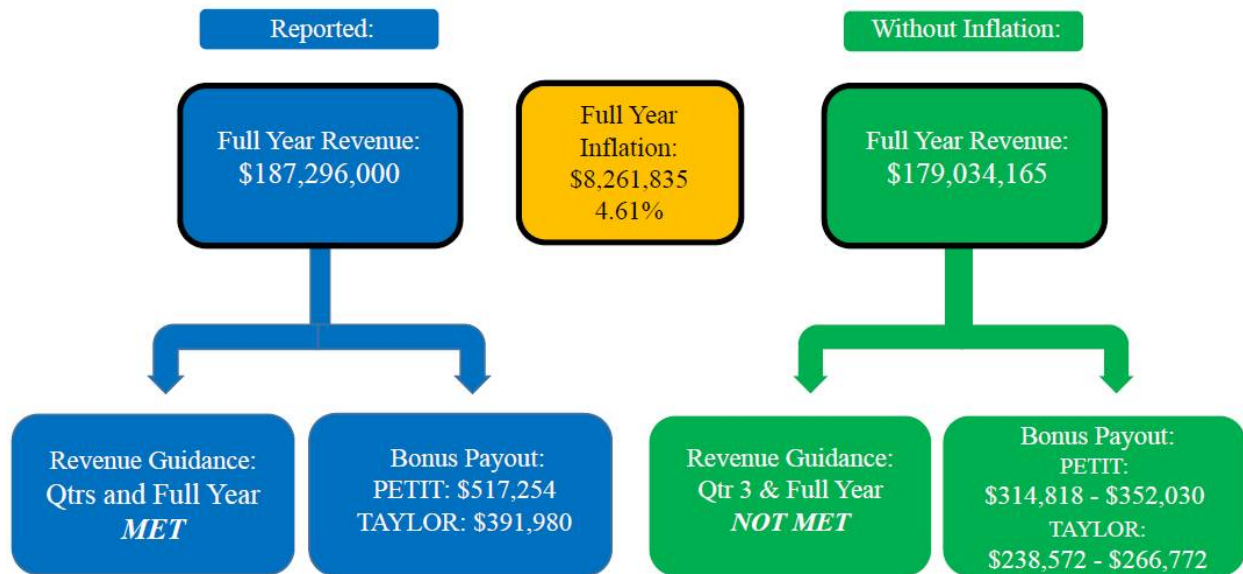 Reported:
Without Inflation:
Full Year Revenue:
$187,296,000
Full Year
Inflation:
$8,261,835
4.61%
Full Year Revenue:
$179,034,165
Revenue Guidance:
Qtrs and Full Year
MET
Bonus Payout:
PETIT: $517,254
TAYLOR: $391,980
Revenue Guidance:
Qtr 3 & Full Year
NOT MET
Bonus Payout:
PETIT:
$314,818 - $352,030
TAYLOR:
$238,572 - $266,772